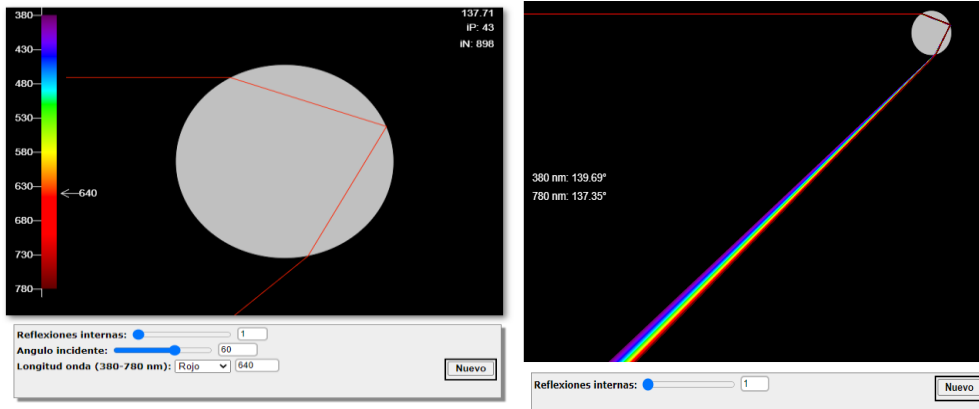 380
430
480
530
580
630
680
730
780
640
137.71
iP: 43
iN: 898
Reflexiones internas: 1
Angulo incidente: 60
Longitud onda (380-780 nm): Rojo 640
Nuevo
380 nm: 139.69°
780 nm: 137.35°
Reflexiones internas: 1
Nuevo